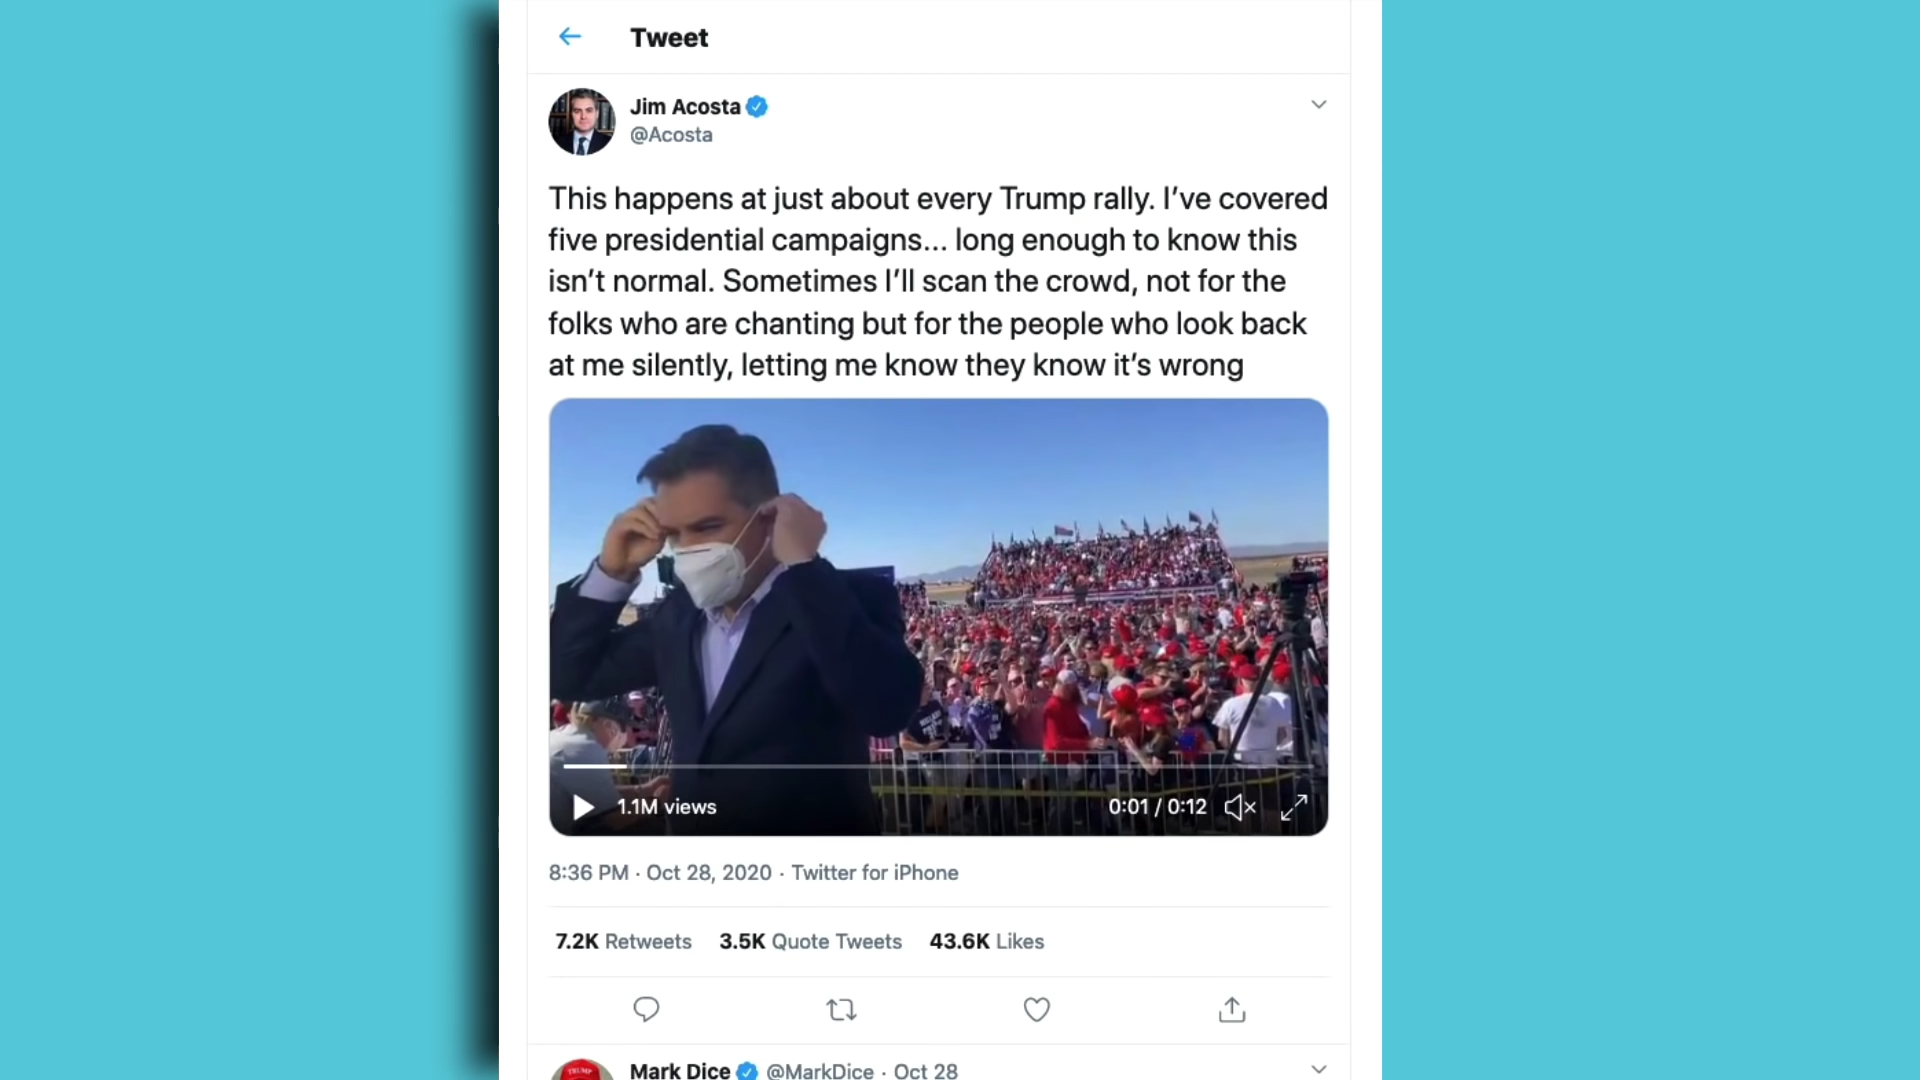 Tweet
Jim Acosta
@Acosta
This happens at just about every Trump rally. I’ve covered
five presidential campaigns... long enough to know this
isn’t normal. Sometimes I’ll scan the crowd, not for the
folks who are chanting but for the people who look back
at me silently, letting me know they know it’s wrong
1.1M views
0:01 / 0:12
8:36 PM · Oct 28, 2020 · Twitter for iPhone
7.2K Retweets 3.5K Quote Tweets 43.6K Likes
TRUMP
Mark Dice @MarkDice · Oct 28